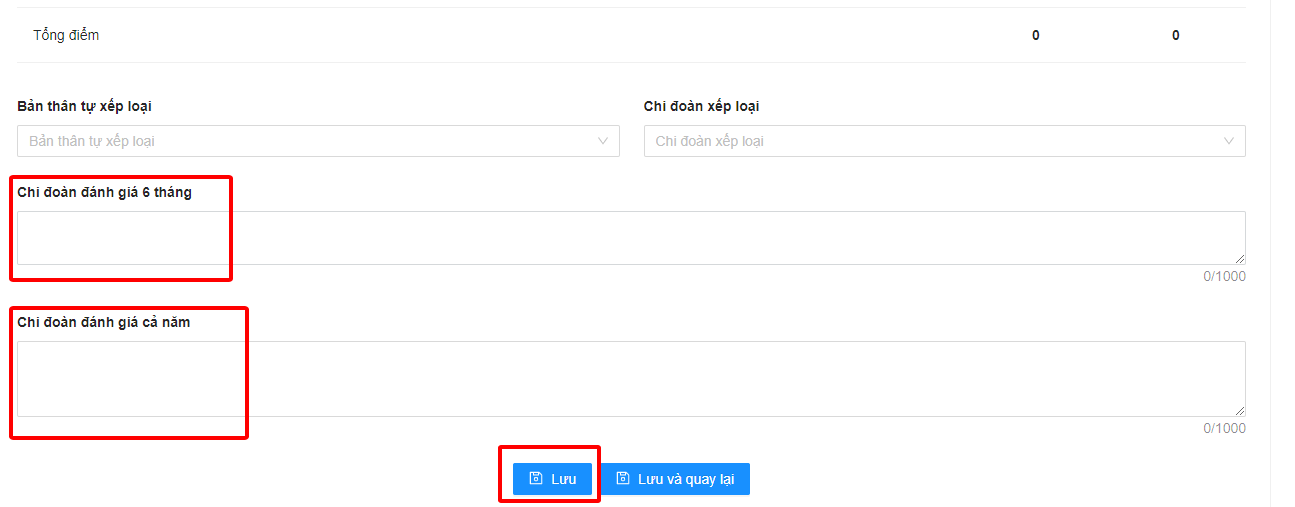 Tổng điểm 0 0
Bản thân tự xếp loại Chi đoàn xếp loại
Bản thân tự xếp loại Chi đoàn xếp loại
Chi đoàn đánh giá 6 tháng
0/1000
Chi đoàn đánh giá cả năm
0/1000
Lưu Lưu và quay lại